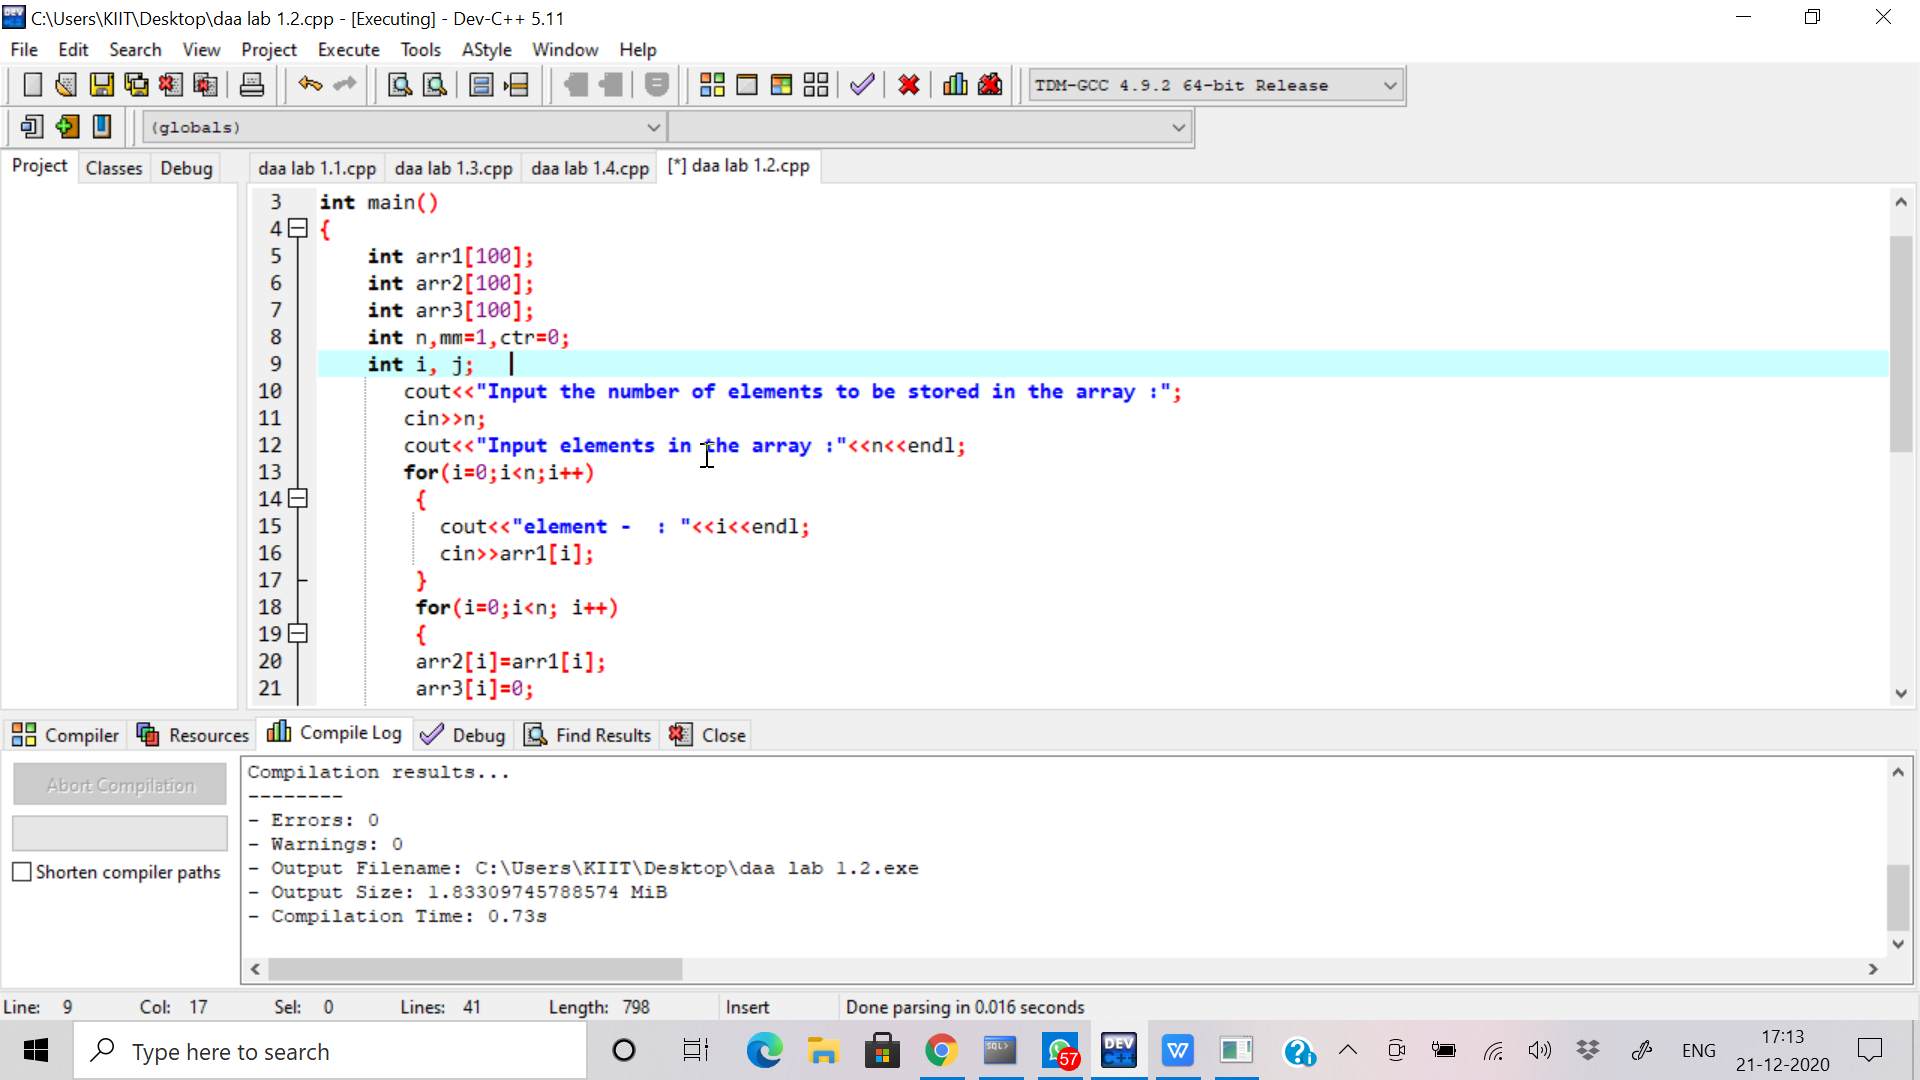 C:\Users\KIIT\Desktop\daa lab 1.2.cpp - [Executing] - Dev-C++ 5.11
File Edit Search View Project Execute Tools AStyle Window Help
TDM-GCC 4.9.2 64-bit Release
(globals)
Project Classes Debug
daa lab 1.1.cpp daa lab 1.3.cpp daa lab 1.4.cpp [*] daa lab 1.2.cpp
3 int main()
4 {
5 int arr1[100];
6 int arr2[100];
7 int arr3[100];
8 int n,mm=1,ctr=0;
9 int i, j;
10 cout<<"Input the number of elements to be stored in the array :";
11 cin>>n;
12 cout<<"Input elements in the array :"<<n<<endl;
13 for(i=0;i<n;i++)
14 {
15 cout<<"element -  : "<<i<<endl;
16 cin>>arr1[i];
17 }
18 for(i=0;i<n; i++)
19 {
20 arr2[i]=arr1[i];
21 arr3[i]=0;
Compiler Resources Compile Log Debug Find Results Close
Abort Compilation
Shorten compiler paths
Compilation results...
--------
- Errors: 0
- Warnings: 0
- Output Filename: C:\Users\KIIT\Desktop\daa lab 1.2.exe
- Output Size: 1.83309745788574 MiB
- Compilation Time: 0.73s
Line: 9 Col: 17 Sel: 0 Lines: 41 Length: 798 Insert Done parsing in 0.016 seconds
Type here to search
SQL>
57
DEV
C++
W
ENG
17:13
21-12-2020